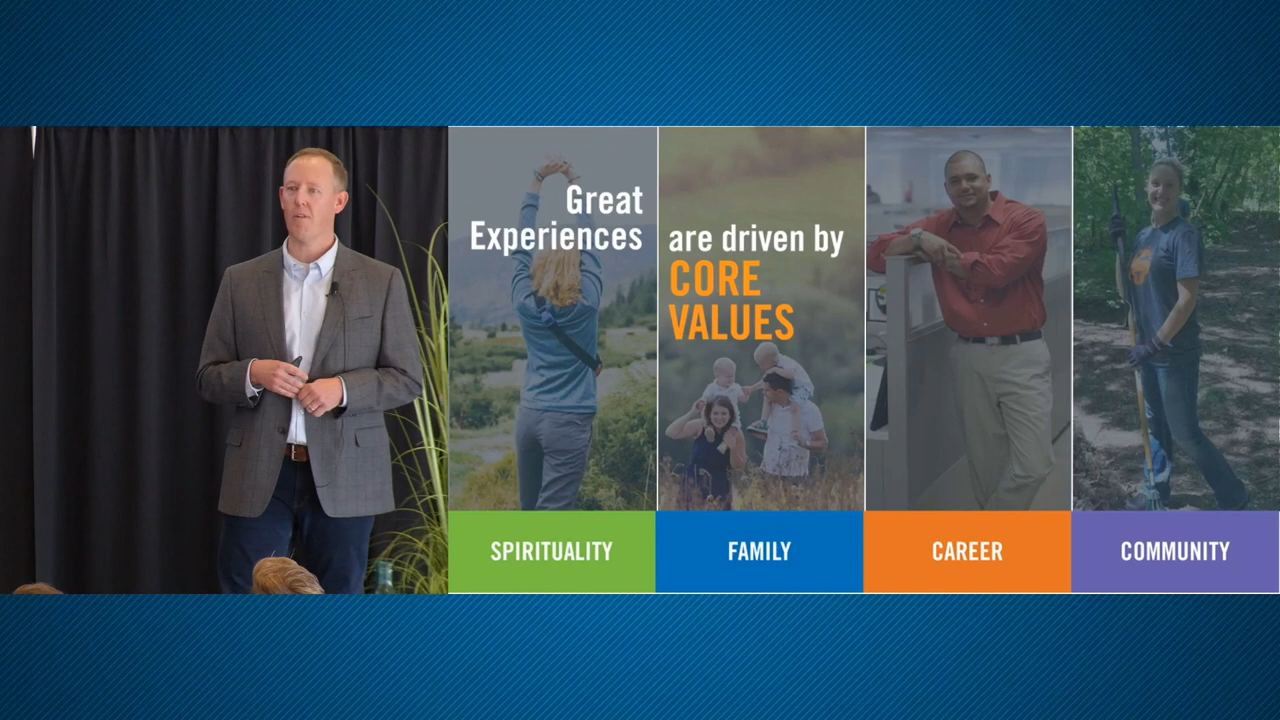 Great
Experiences
are driven by
CORE
VALUES
SPIRITUALITY
FAMILY
CAREER
COMMUNITY